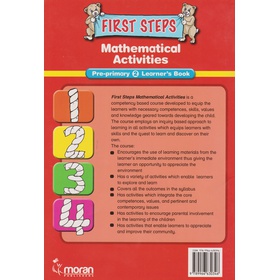 FIRST STEPS
Mathematical
Activities
Pre-primary 2 Learner's Book
First Steps Mathematical Activities is a
competency based course developed to equip the
learners with necessary competences, skills, values
and knowledge geared towards developing the child.
The course employs an inquiry based approach to
learning in all activities which equips learners with
skills and the quest to learn and discover on their
own.
The course:
Encourages the use of learning materials from the
learner's immediate environment thus giving the
learner an opportunity to appreciate the
environment
Has a variety of activities which enable learners
to explore and learn
Covers all the outcomes in the syllabus
Has activities which integrate the core
competences, values, and pertinent and
contemporary issues
Has activities to encourage parental involvement
in the learning of the children
Has activities that enable learners to appreciate
and improve their community.
1
2
3
4
moran